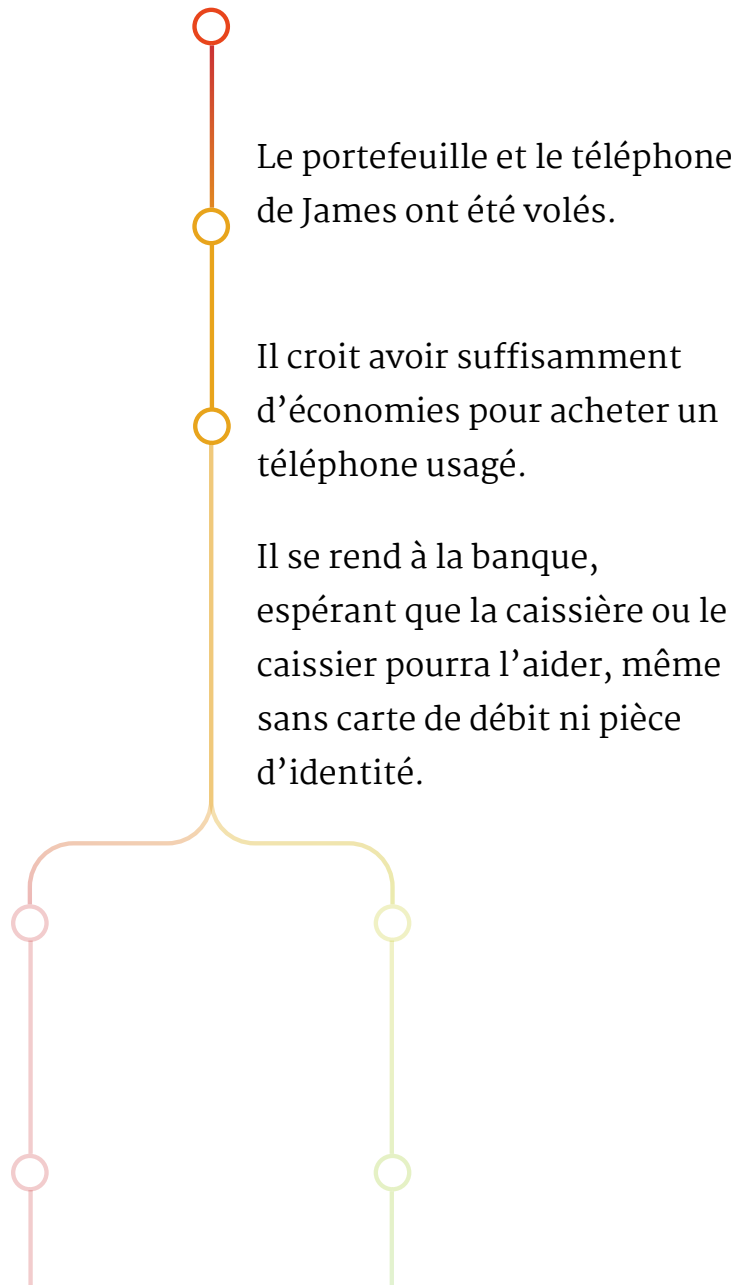 Le portefeuille et le téléphone
de James ont été volés.
Il croit avoir suffisamment
d’économies pour acheter un
téléphone usagé.
Il se rend à la banque,
espérant que la caissière ou le
caissier pourra l’aider, même
sans carte de débit ni pièce
d’identité.